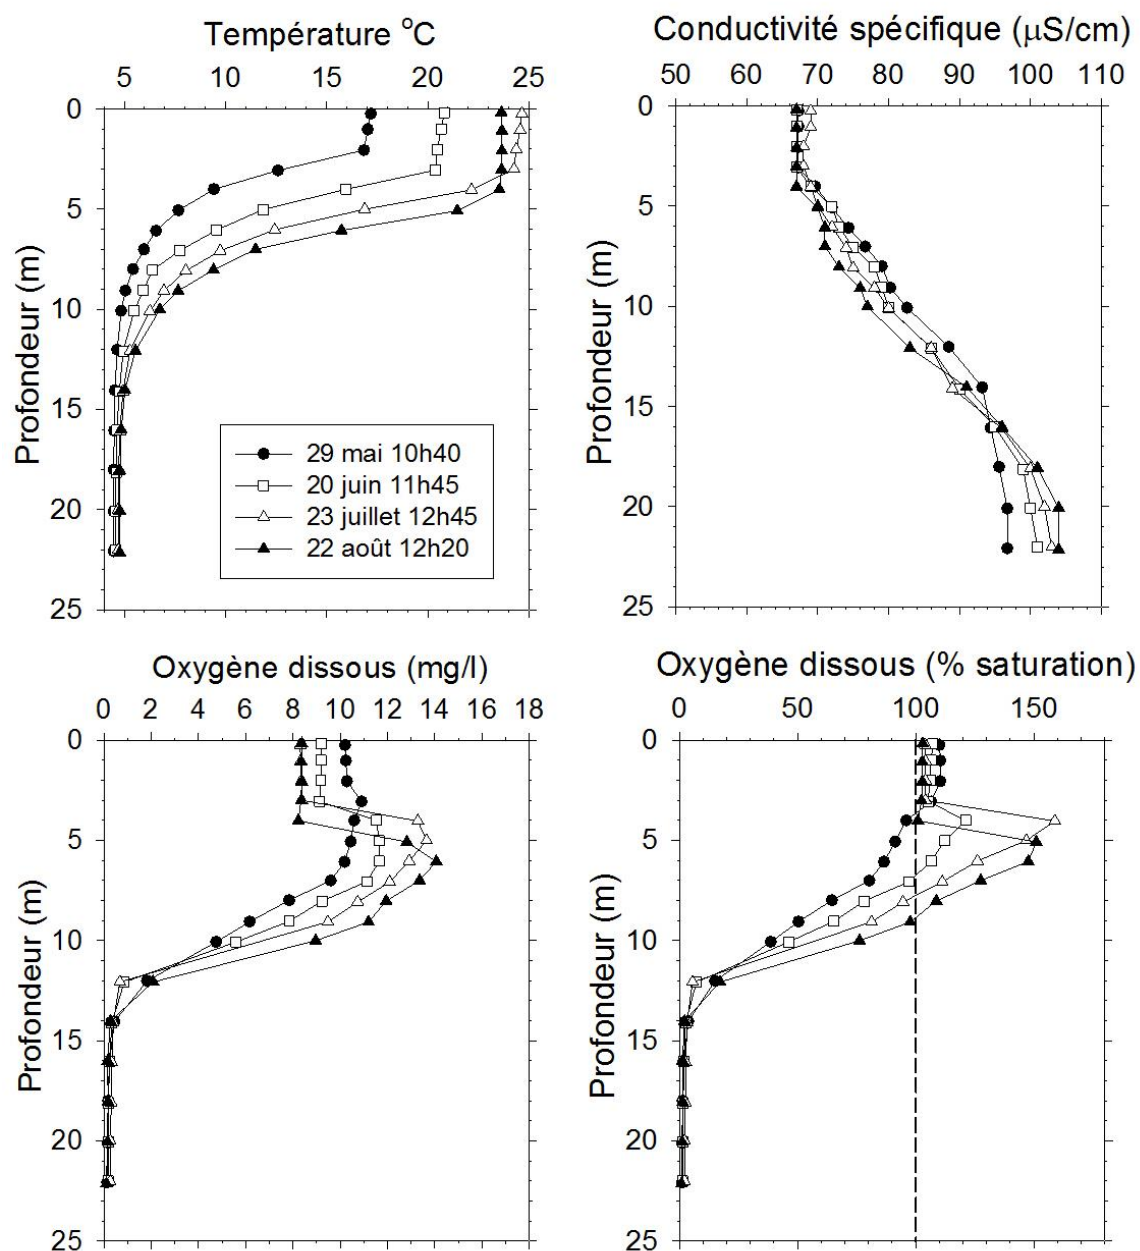 Température °C
5 10 15 20 25
0
5
10
15
20
25
Profondeur (m)
29 mai 10h40
20 juin 11h45
23 juillet 12h45
22 août 12h20
Conductivité spécifique (µS/cm)
50 60 70 80 90 100 110
0
5
10
15
20
25
Profondeur (m)
Oxygène dissous (mg/l)
0 2 4 6 8 10 12 14 16 18
0
5
10
15
20
25
Profondeur (m)
Oxygène dissous (% saturation)
0 50 100 150
0
5
10
15
20
25
Profondeur (m)